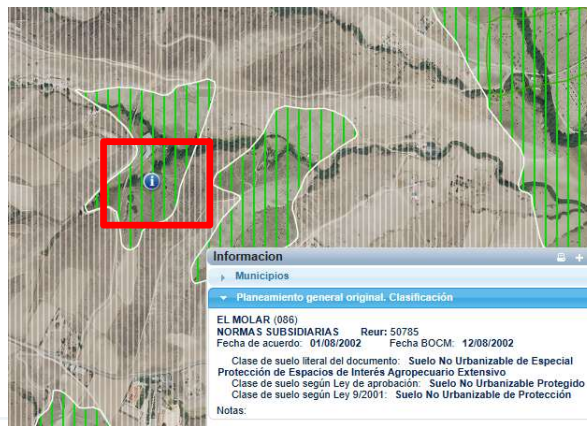 Informacion
Municipios
Planeamiento general original. Clasificación
EL MOLAR (086)
NORMAS SUBSIDIARIAS Reur: 50785
Fecha de acuerdo: 01/08/2002 Fecha BOCM: 12/08/2002
Clase de suelo literal del documento: Suelo No Urbanizable de Especial
Protección de Espacios de Interés Agropecuario Extensivo
Clase de suelo según Ley de aprobación: Suelo No Urbanizable Protegido
Clase de suelo según Ley 9/2001: Suelo No Urbanizable de Protección
Notas: